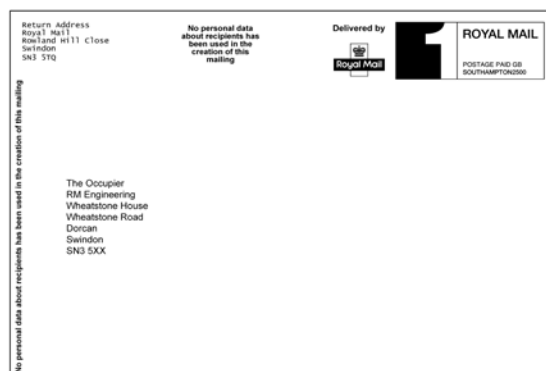 Return Address
Royal Mail
Rowland Hill Close
Swindon
SN3 5TQ
No personal data
about recipients has
been used in the
creation of this
mailing
Delivered by
Royal Mail
1
ROYAL MAIL
POSTAGE PAID GB
SOUTHAMPTON2500
No personal data about recipients has been used in the creation of this mailing
The Occupier
RM Engineering
Wheatstone House
Wheatstone Road
Dorcan
Swindon
SN3 5XX